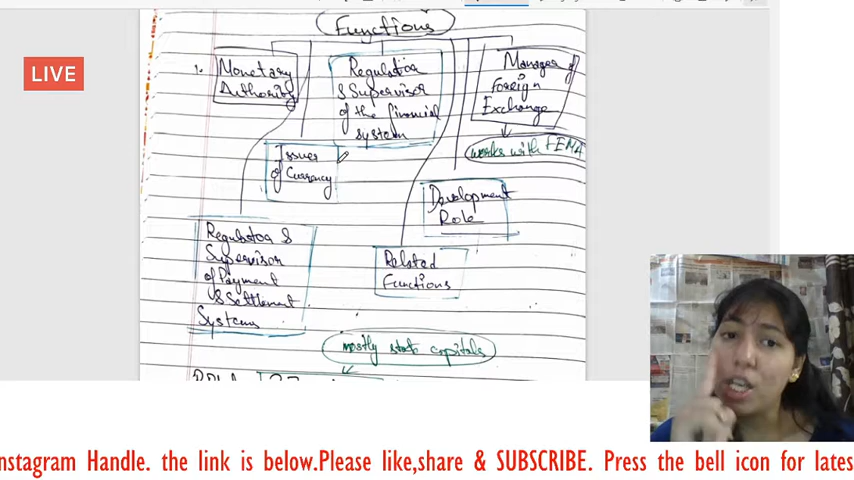 Functions
LIVE
1. Monetary
Authority
Regulator
& Supervisor
of the financial
system
Manager of
Foreign
Exchange
works with FEMA
Issuer
of Currency
Development
Role
Regulator &
Supervisor
of Payment
& Settlement
Systems
Related
Functions
mostly state capitals
nstagram Handle. the link is below.Please like,share & SUBSCRIBE. Press the bell icon for lates